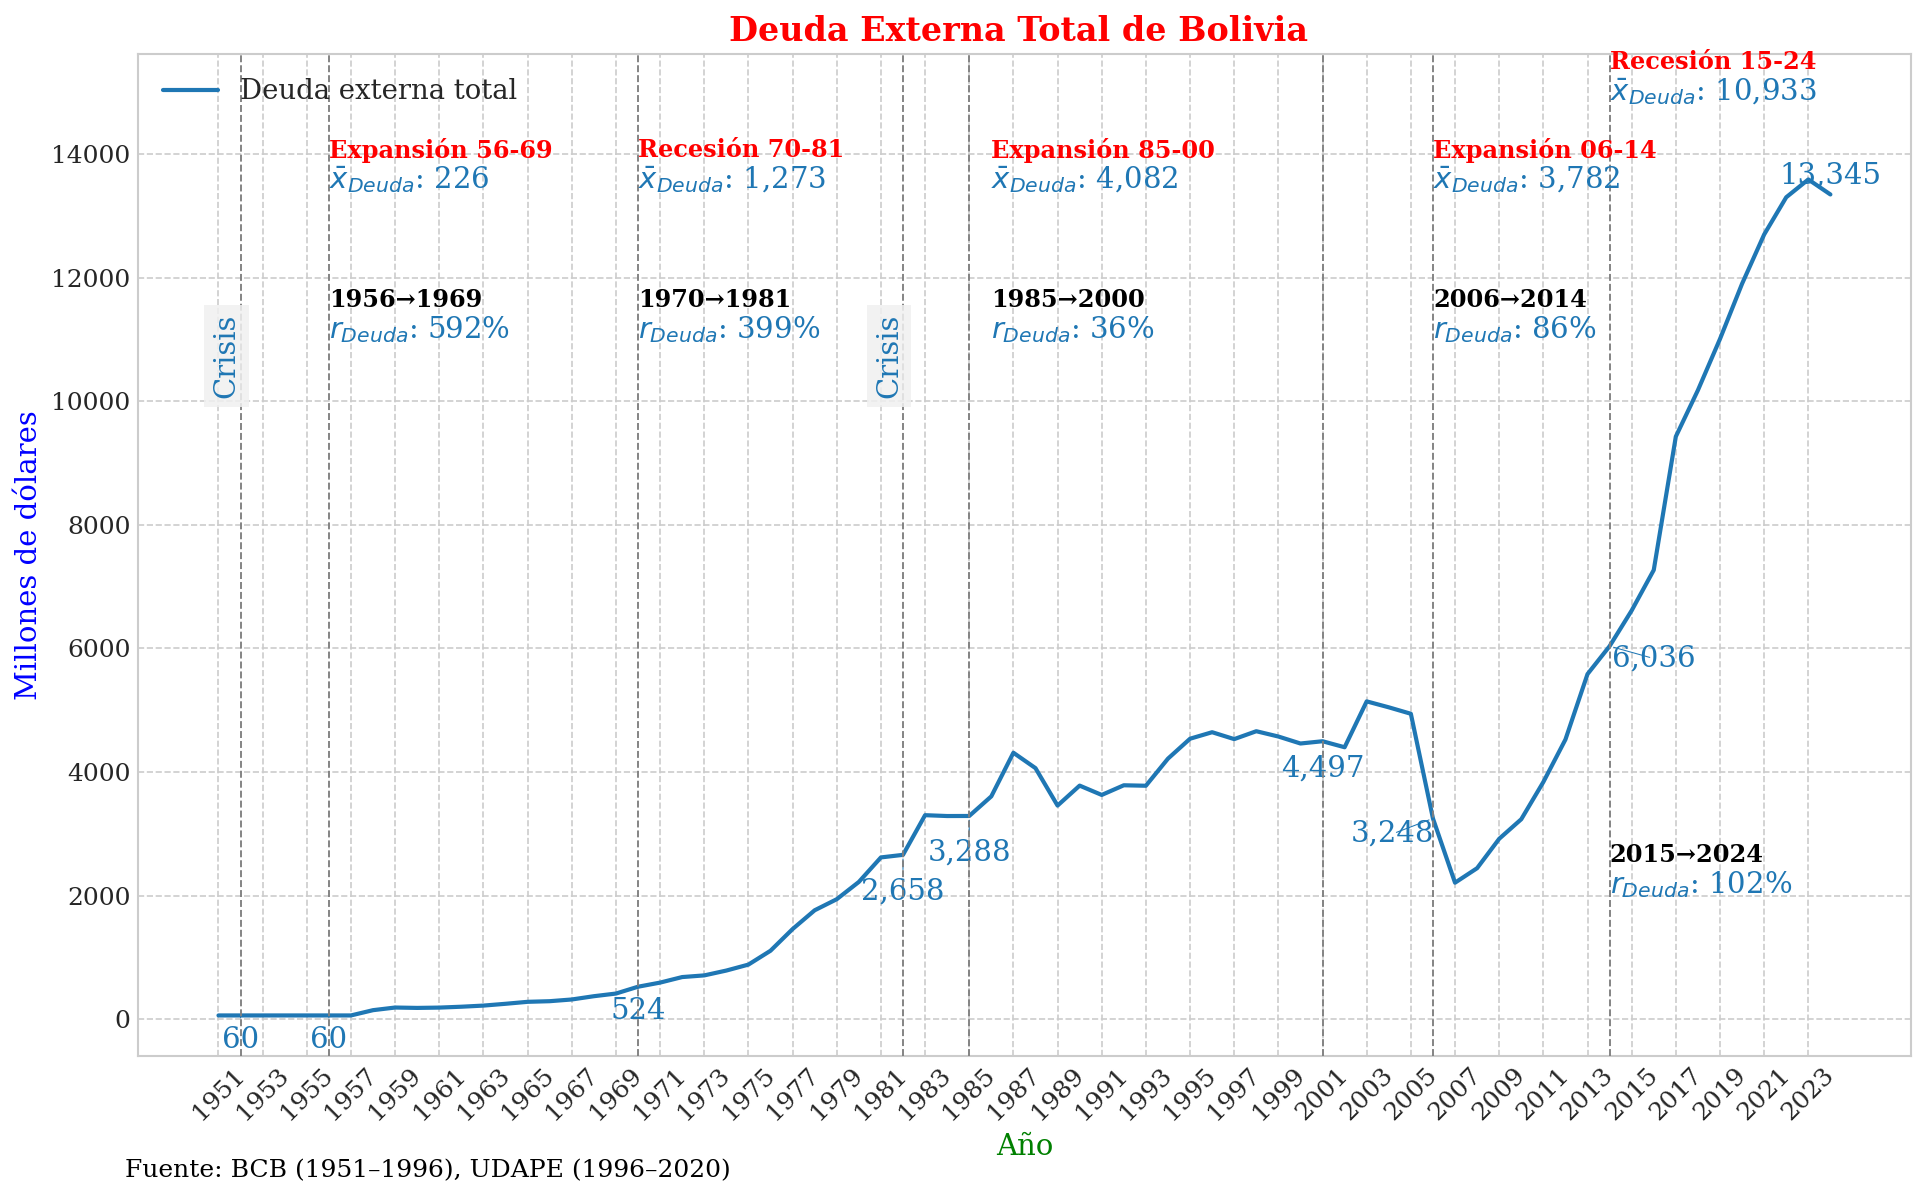 Deuda Externa Total de Bolivia
Deuda externa total
Recesión 15-24
x̄Deuda: 10,933
Expansión 56-69
x̄Deuda: 226
Recesión 70-81
x̄Deuda: 1,273
Expansión 85-00
x̄Deuda: 4,082
Expansión 06-14
x̄Deuda: 3,782
13,345
1956→1969
rDeuda: 592%
1970→1981
rDeuda: 399%
1985→2000
rDeuda: 36%
2006→2014
rDeuda: 86%
Crisis
Crisis
6,036
4,497
3,248
3,288
2,658
2015→2024
rDeuda: 102%
524
60
60
Millones de dólares
14000
12000
10000
8000
6000
4000
2000
0
1951
1953
1955
1957
1959
1961
1963
1965
1967
1969
1971
1973
1975
1977
1979
1981
1983
1985
1987
1989
1991
1993
1995
1997
1999
2001
2003
2005
2007
2009
2011
2013
2015
2017
2019
2021
2023
Año
Fuente: BCB (1951–1996), UDAPE (1996–2020)